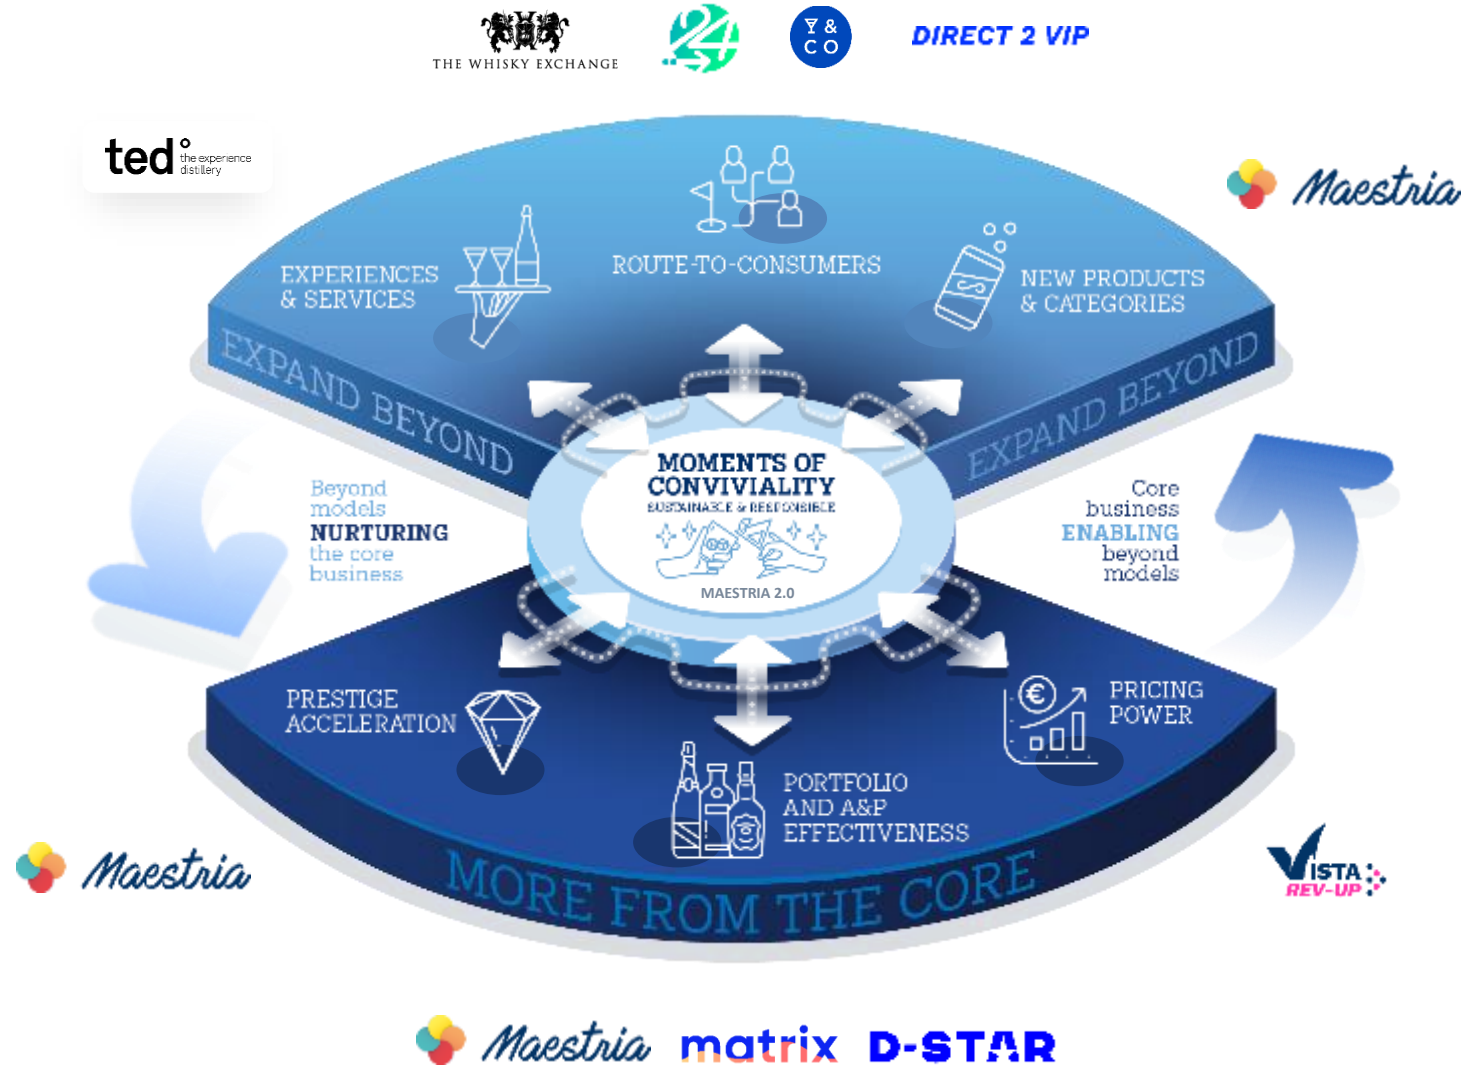 THE WHISKY EXCHANGE
24
Y &
CO
DIRECT 2 VIP
ted°
the experience
distillery
Maestria
EXPERIENCES
& SERVICES
ROUTE-TO-CONSUMERS
NEW PRODUCTS
& CATEGORIES
EXPAND BEYOND
EXPAND BEYOND
Beyond
models
NURTURING
the core
business
MOMENTS OF
CONVIVIALITY
SUSTAINABLE & RESPONSIBLE
MAESTRIA 2.0
Core
business
ENABLING
beyond
models
PRESTIGE
ACCELERATION
PORTFOLIO
AND A&P
EFFECTIVENESS
€
PRICING
POWER
MORE FROM THE CORE
Maestria
VISTA
REV-UP
Maestria
matrix
D-STAR